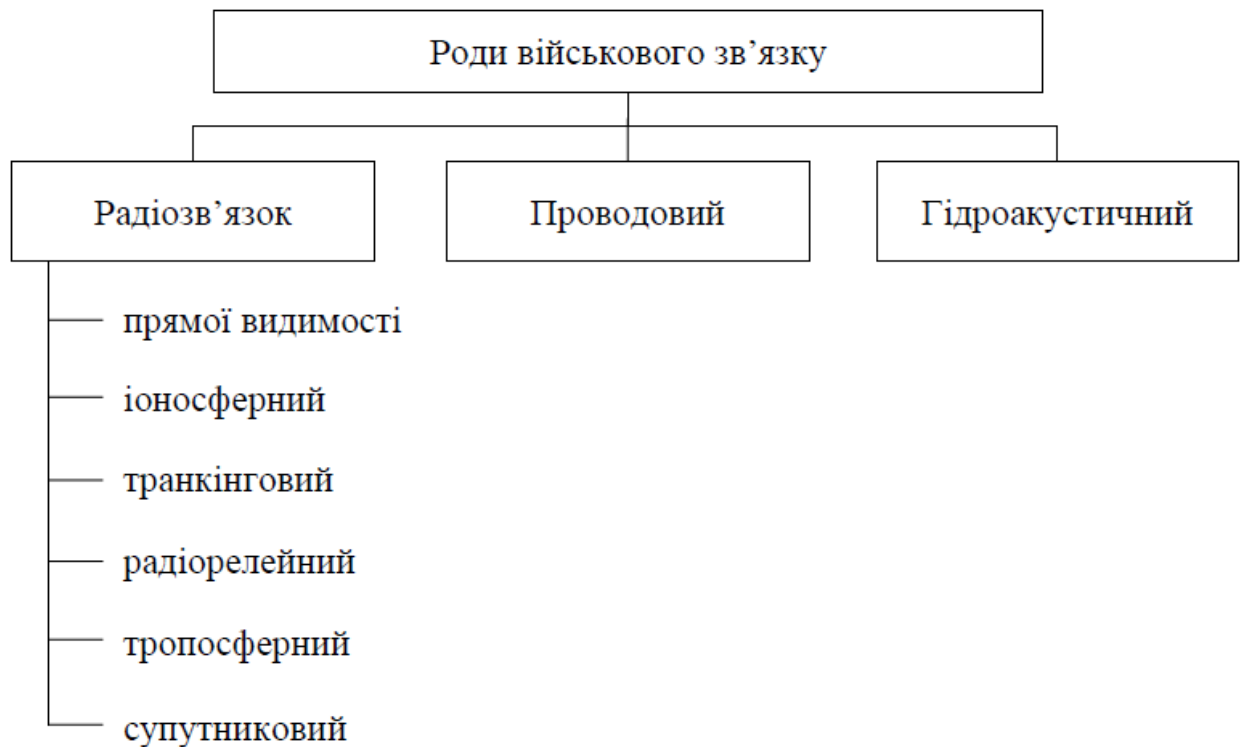 Роди військового зв’язку
Радіозв’язок
Проводовий
Гідроакустичний
прямої видимості
іоносферний
транкінговий
радіорелейний
тропосферний
супутниковий